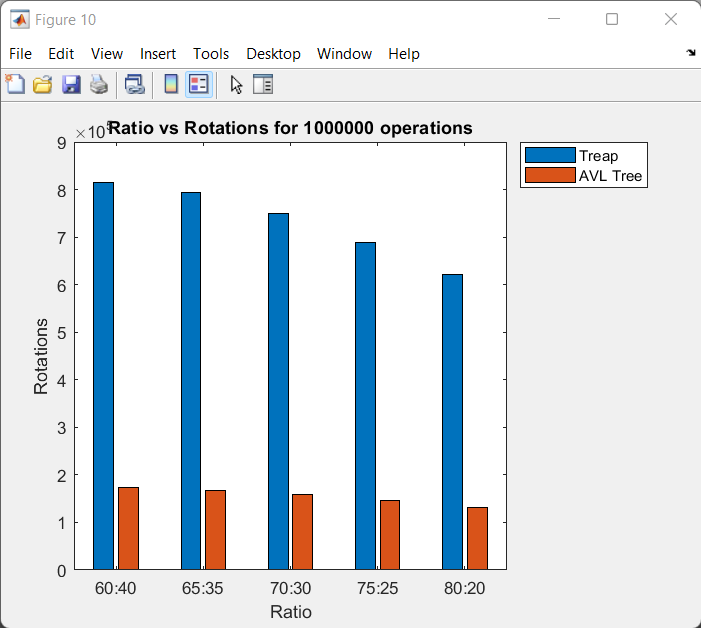 Figure 10
File Edit View Insert Tools Desktop Window Help
Ratio vs Rotations for 1000000 operations
×10
9
8
7
6
5
4
3
2
1
0
Rotations
60:40 65:35 70:30 75:25 80:20
Ratio
Treap
AVL Tree